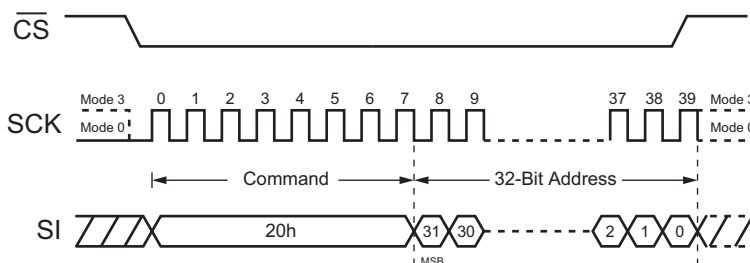 CS
0 1 2 3 4 5 6 7 8 9 37 38 39
Mode 3 Mode 3
SCK
Mode 0 Mode 0
Command 32-Bit Address
SI 20h 31 30 2 1 0
MSB